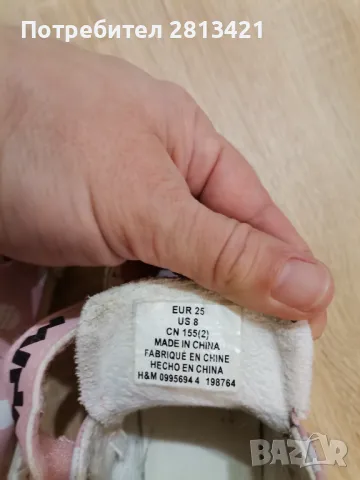 Потребител 2813421
EUR 25
US 8
CN 155(2)
MADE IN CHINA
FABRIQUÉ EN CHINE
HECHO EN CHINA
H&M 0995694 4 198764
BAZAR